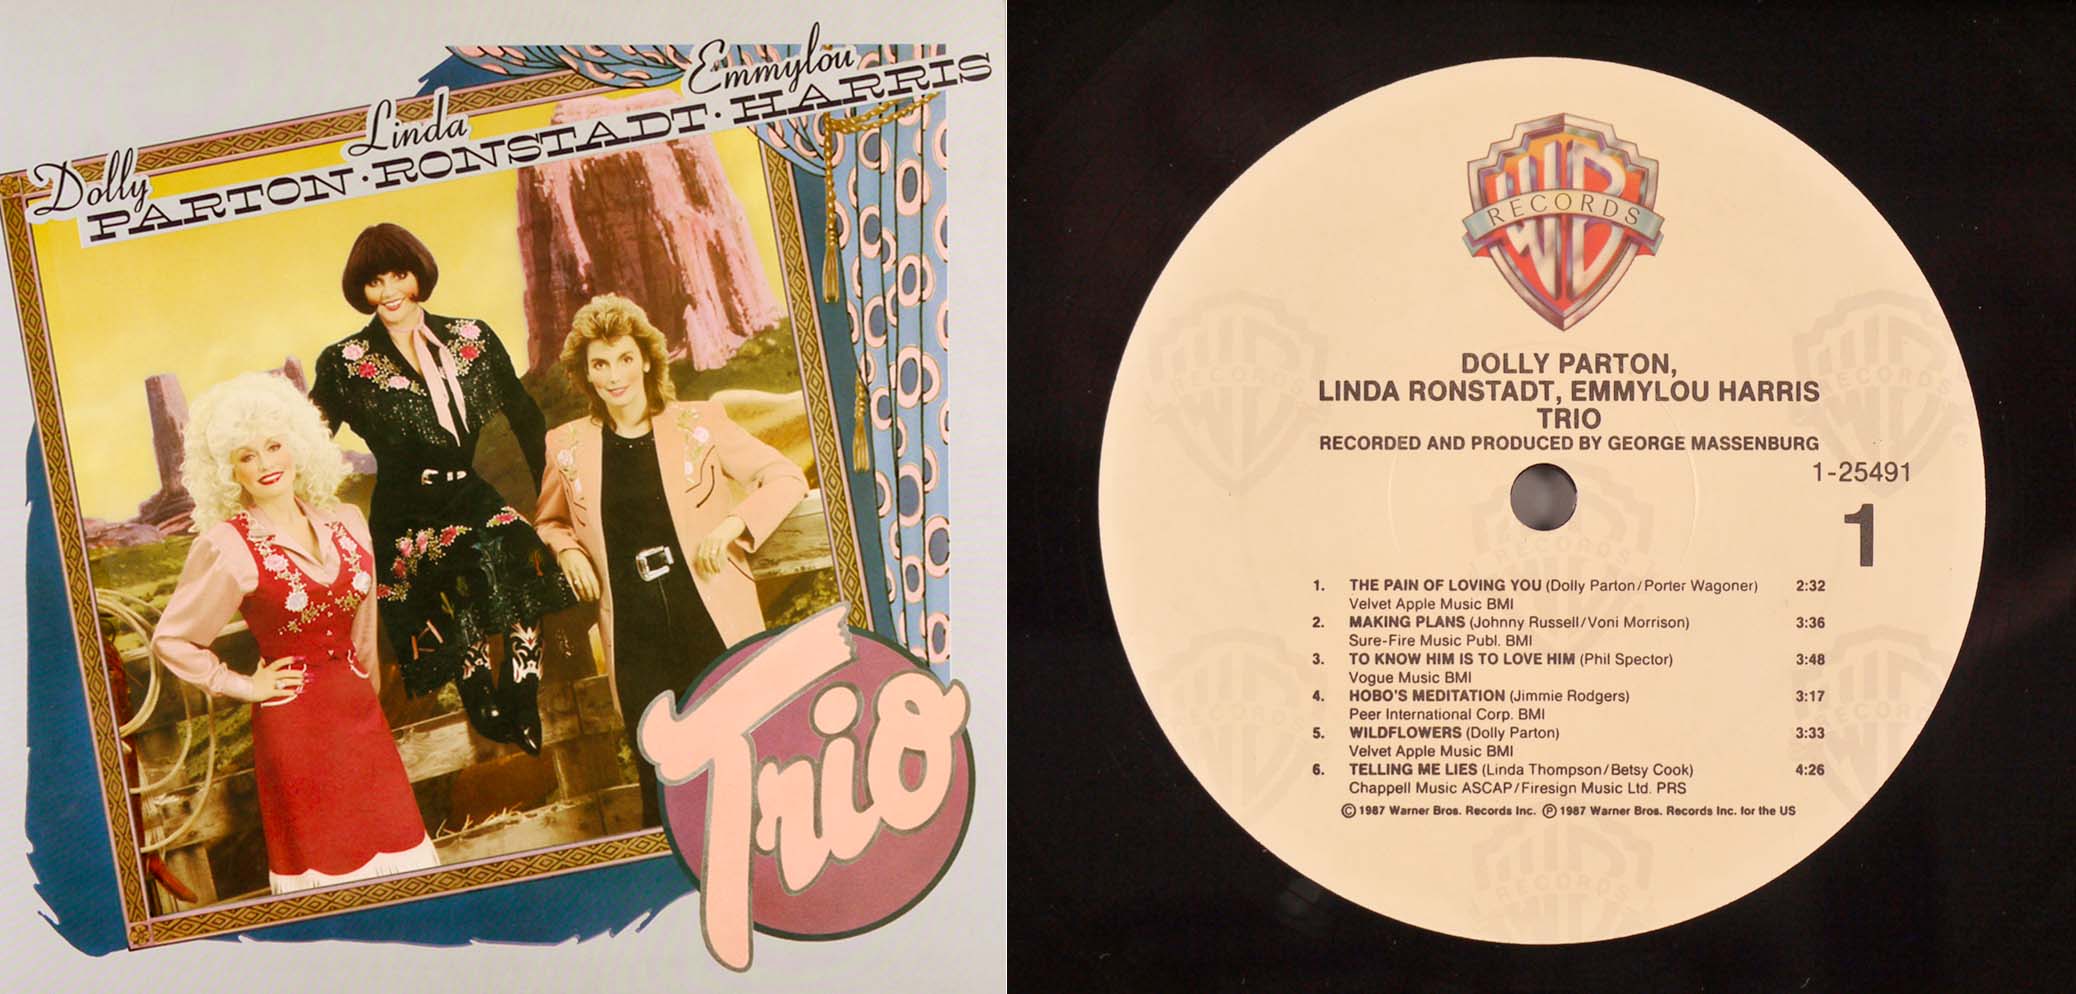 Dolly Linda Emmylou
PARTON · RONSTADT · HARRIS
Trio
WB
RECORDS
DOLLY PARTON,
LINDA RONSTADT, EMMYLOU HARRIS
TRIO
RECORDED AND PRODUCED BY GEORGE MASSENBURG
1-25491
1
1. THE PAIN OF LOVING YOU (Dolly Parton/Porter Wagoner) 2:32
Velvet Apple Music BMI
2. MAKING PLANS (Johnny Russell/Voni Morrison) 3:36
Sure-Fire Music Publ. BMI
3. TO KNOW HIM IS TO LOVE HIM (Phil Spector) 3:48
Vogue Music BMI
4. HOBO'S MEDITATION (Jimmie Rodgers) 3:17
Peer International Corp. BMI
5. WILDFLOWERS (Dolly Parton) 3:33
Velvet Apple Music BMI
6. TELLING ME LIES (Linda Thompson/Betsy Cook) 4:26
Chappell Music ASCAP/Firesign Music Ltd. PRS
© 1987 Warner Bros. Records Inc. ℗ 1987 Warner Bros. Records Inc. for the US